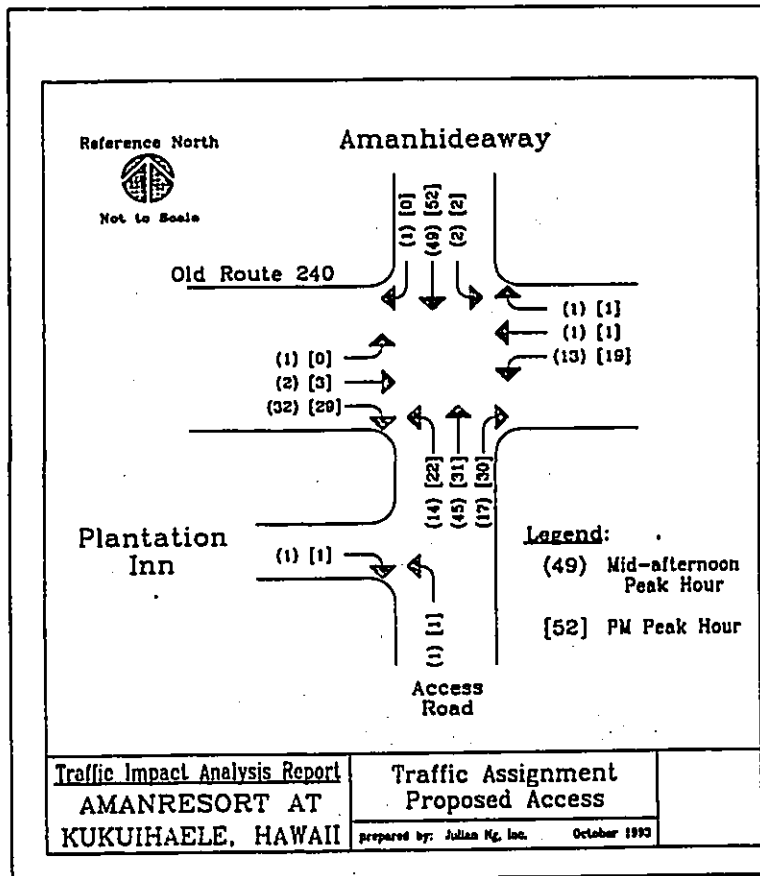 Reference North
Not to Scale
Amanhideaway
(1) [0]
(49) [52]
(2) [2]
Old Route 240
(1) [1]
(1) [1]
(13) [19]
(1) [0]
(2) [3]
(32) [29]
(14) [22]
(45) [31]
(17) [30]
Plantation
Inn
(1) [1]
(1) [1]
Legend:
(49) Mid-afternoon
Peak Hour
[52] PM Peak Hour
Access
Road
Traffic Impact Analysis Report
AMANRESORT AT
KUKUIHAELE, HAWAII
Traffic Assignment
Proposed Access
prepared by: Julian Ng, Inc. October 1993